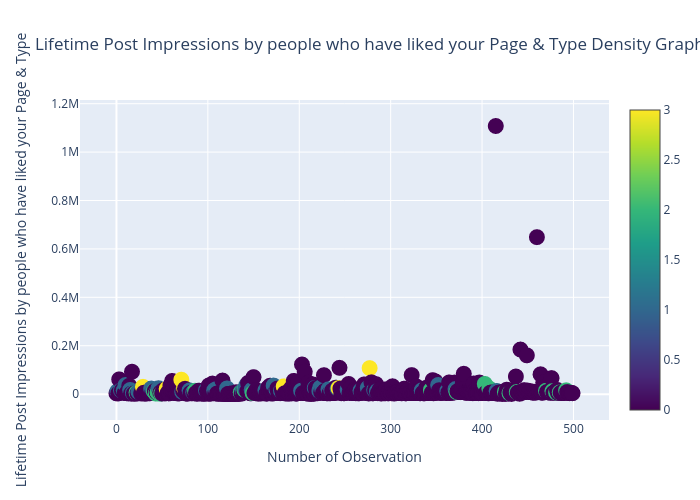 Lifetime Post Impressions by people who have liked your Page & Type Density Graph
Lifetime Post Impressions by people who have liked your Page & Type
1.2M
1M
0.8M
0.6M
0.4M
0.2M
0
0
100
200
300
400
500
Number of Observation
3
2.5
2
1.5
1
0.5
0